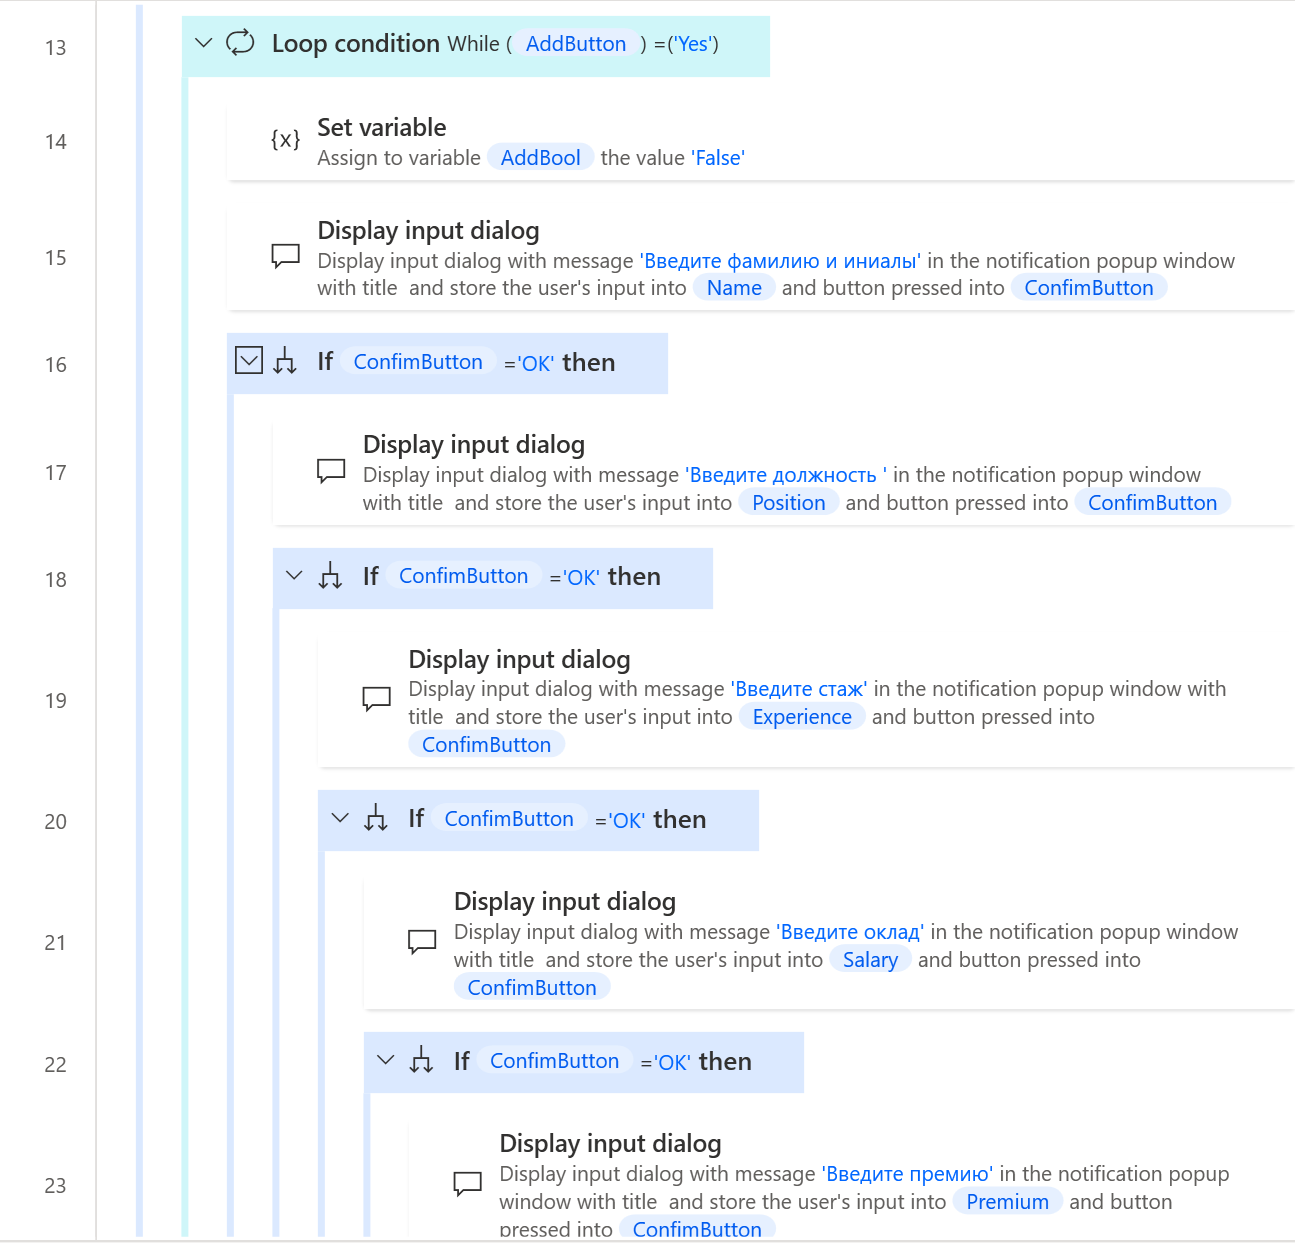 13 Loop condition While ( AddButton ) =('Yes')
14 {x} Set variable
Assign to variable AddBool the value 'False'
Display input dialog
15 Display input dialog with message 'Введите фамилию и иниалы' in the notification popup window
with title and store the user's input into Name and button pressed into ConfimButton
16 If ConfimButton ='OK' then
Display input dialog
17 Display input dialog with message 'Введите должность ' in the notification popup window
with title and store the user's input into Position and button pressed into ConfimButton
18 If ConfimButton ='OK' then
Display input dialog
19 Display input dialog with message 'Введите стаж' in the notification popup window with
title and store the user's input into Experience and button pressed into
ConfimButton
20 If ConfimButton ='OK' then
Display input dialog
21 Display input dialog with message 'Введите оклад' in the notification popup window
with title and store the user's input into Salary and button pressed into
ConfimButton
22 If ConfimButton ='OK' then
Display input dialog
23 Display input dialog with message 'Введите премию' in the notification popup
window with title and store the user's input into Premium and button
pressed into ConfimButton